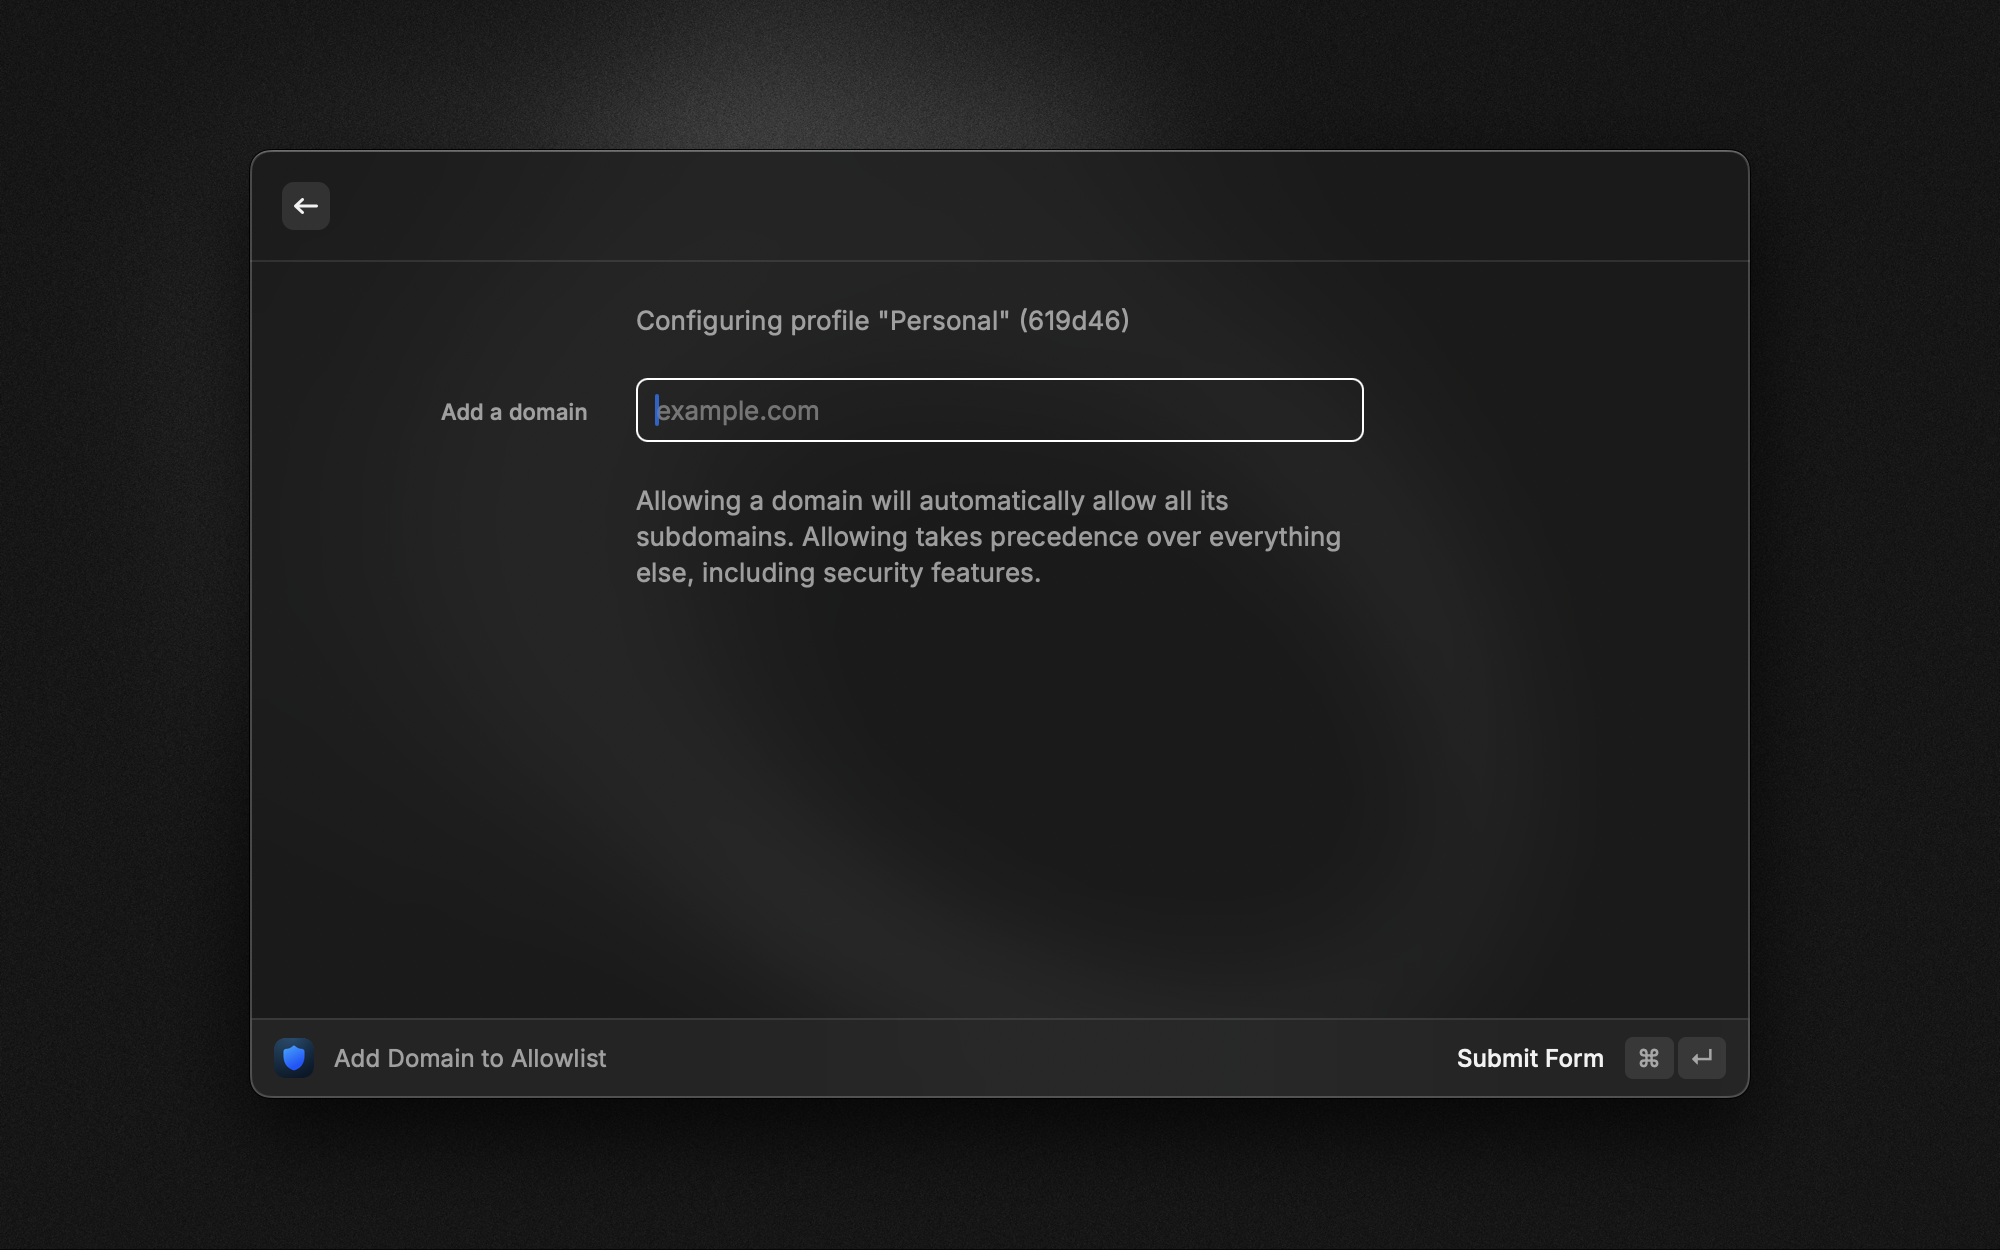 Configuring profile "Personal" (619d46)
Add a domain
example.com
Allowing a domain will automatically allow all its
subdomains. Allowing takes precedence over everything
else, including security features.
Add Domain to Allowlist
Submit Form ⌘ ↵